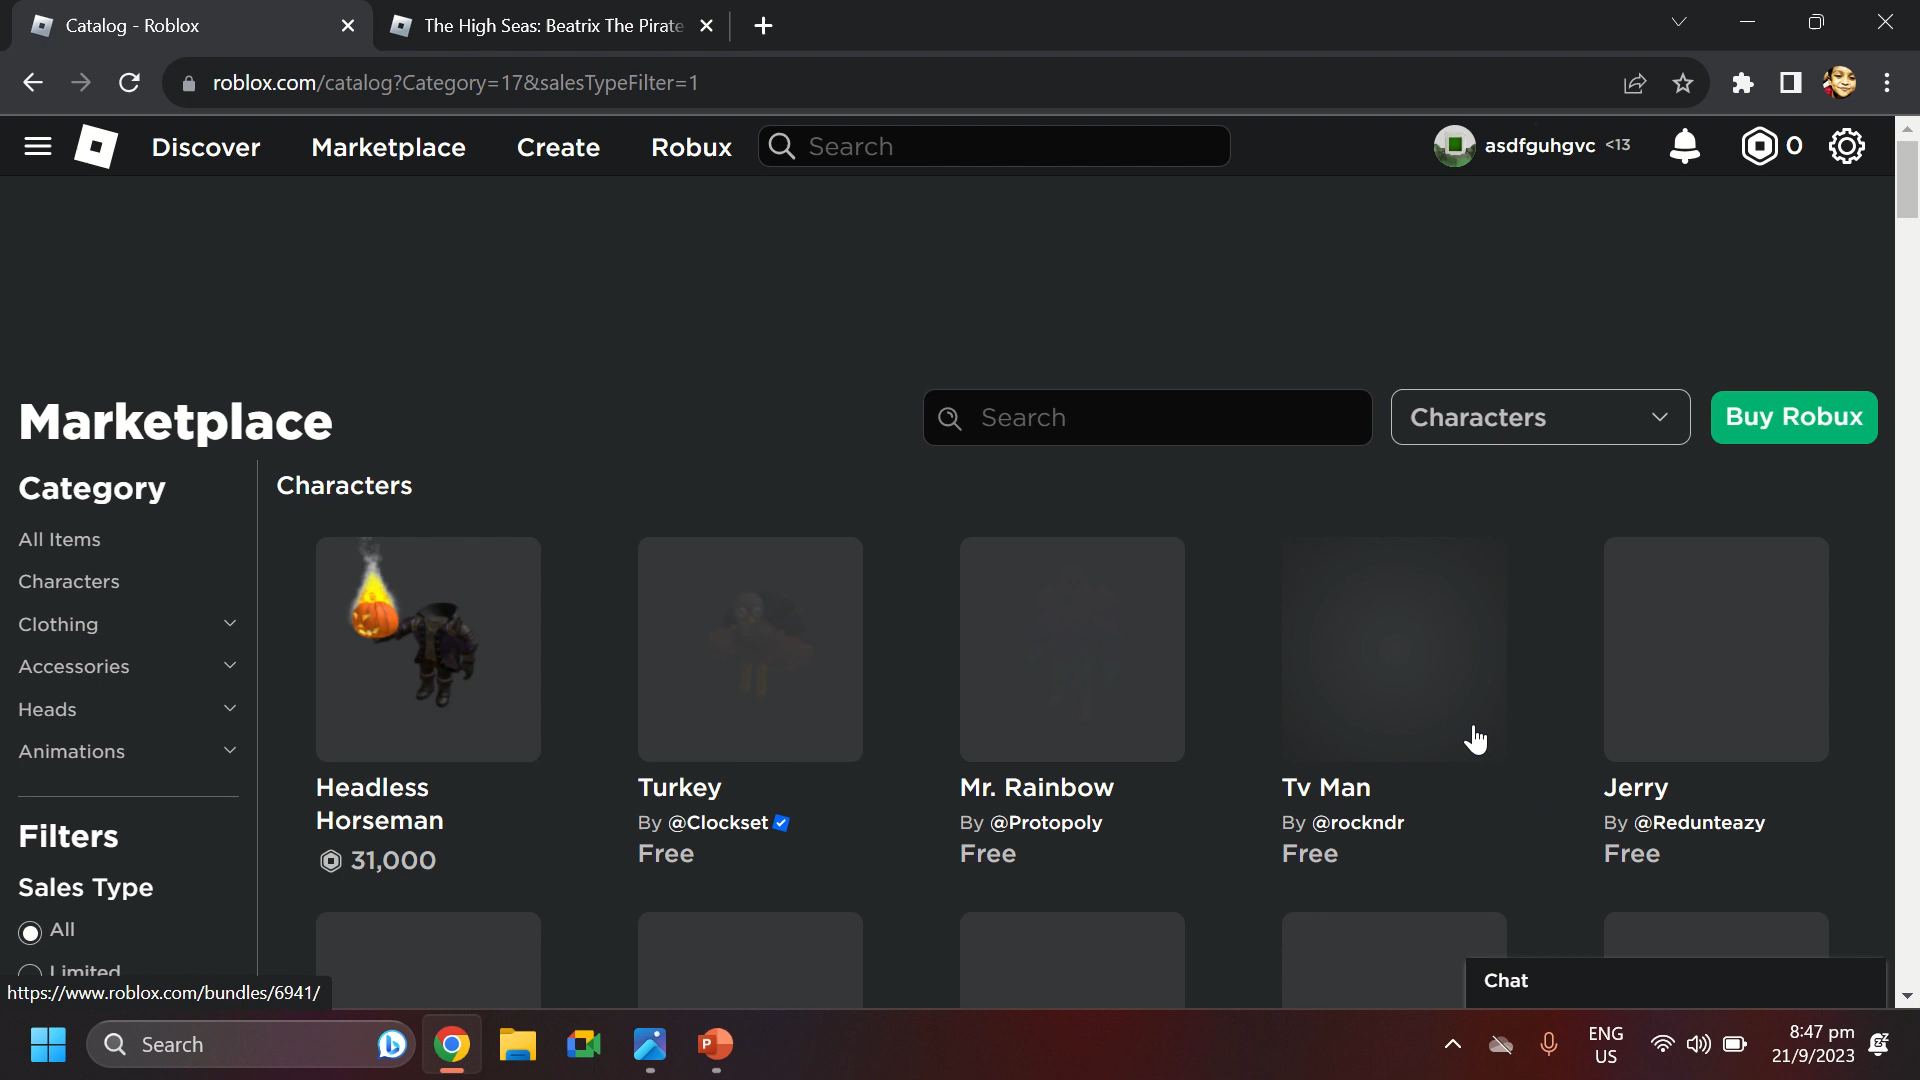 Catalog - Roblox
The High Seas: Beatrix The Pirate
roblox.com/catalog?Category=17&salesTypeFilter=1
Discover
Marketplace
Create
Robux
Search
asdfguhgvc <13
0
Marketplace
Search
Characters
Buy Robux
Category
Characters
All Items
Characters
Clothing
Accessories
Heads
Animations
Headless
Horseman
31,000
Turkey
By @Clockset
Free
Mr. Rainbow
By @Protopoly
Free
Tv Man
By @rockndr
Free
Jerry
By @Redunteazy
Free
Filters
Sales Type
All
Limited
Chat
https://www.roblox.com/bundles/6941/
Search
ENG
US
8:47 pm
21/9/2023